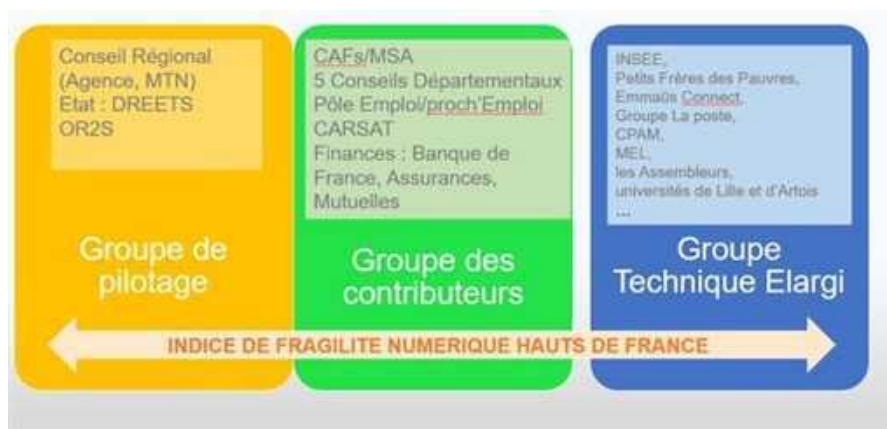 Conseil Régional
(Agence, MTN)
Etat : DREETS
OR2S
Groupe de
pilotage
CAFs/MSA
5 Conseils Départementaux
Pôle Emploi/proch'Emploi
CARSAT
Finances : Banque de
France, Assurances,
Mutuelles
Groupe des
contributeurs
INSEE,
Petits Frères des Pauvres,
Emmaüs Connect,
Groupe La poste,
CPAM,
MEL,
les Assembleurs,
universités de Lille et d'Artois
...
Groupe
Technique Elargi
INDICE DE FRAGILITE NUMERIQUE HAUTS DE FRANCE